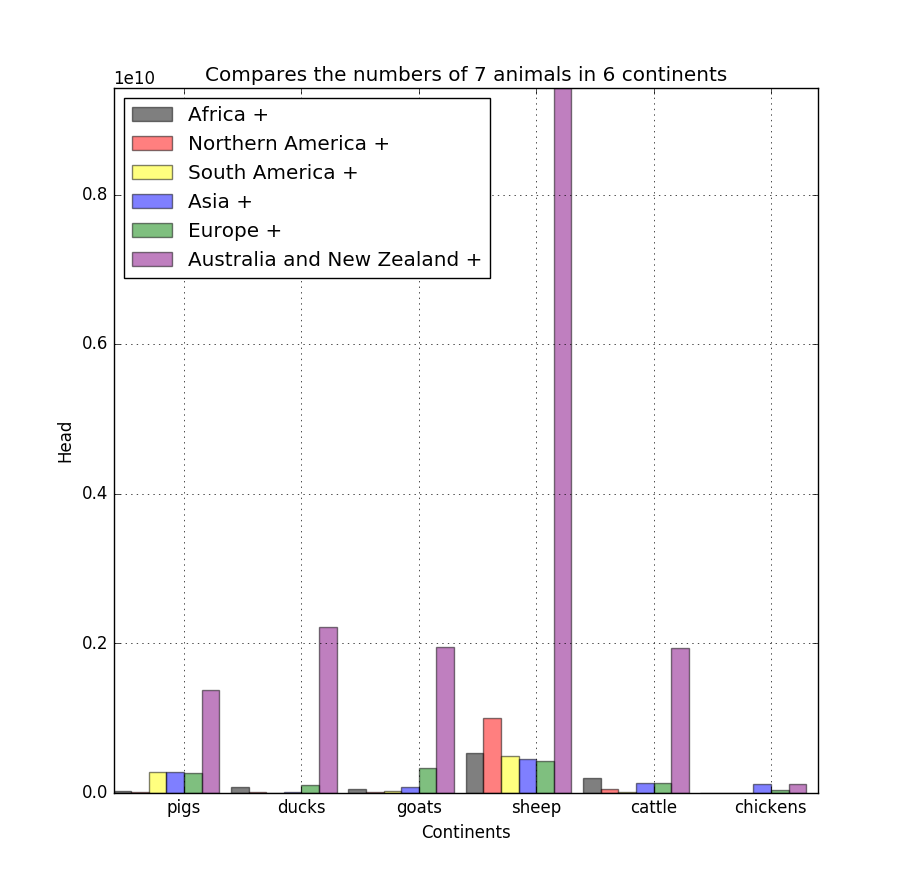 Compares the numbers of 7 animals in 6 continents
1e10
Africa +
Northern America +
South America +
Asia +
Europe +
Australia and New Zealand +
0.8
0.6
0.4
0.2
0.0
Head
pigs ducks goats sheep cattle chickens
Continents